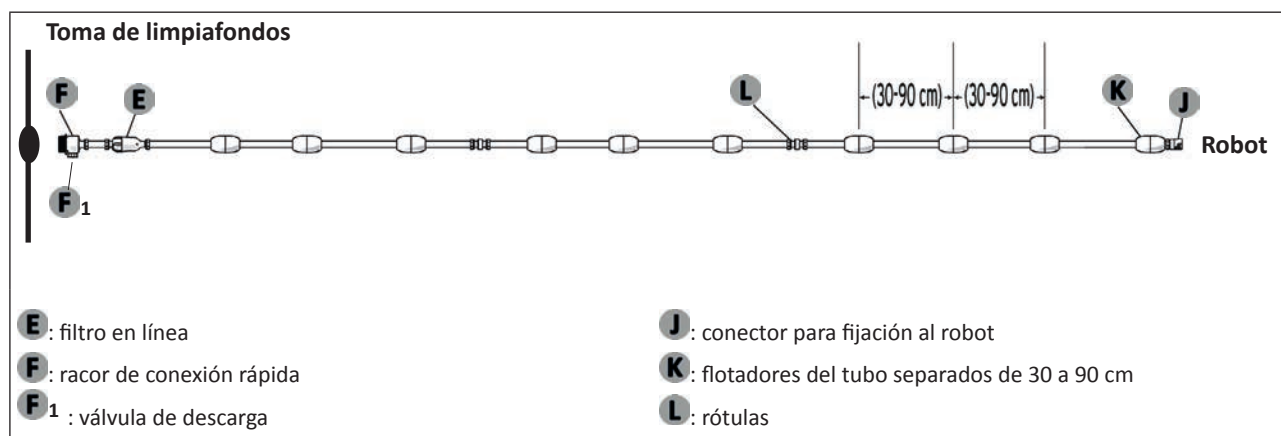 Toma de limpiafondos
F
E
L
(30-90 cm) (30-90 cm)
K
J
Robot
F1
E: filtro en línea
F: racor de conexión rápida
F1 : válvula de descarga
J: conector para fijación al robot
K: flotadores del tubo separados de 30 a 90 cm
L: rótulas